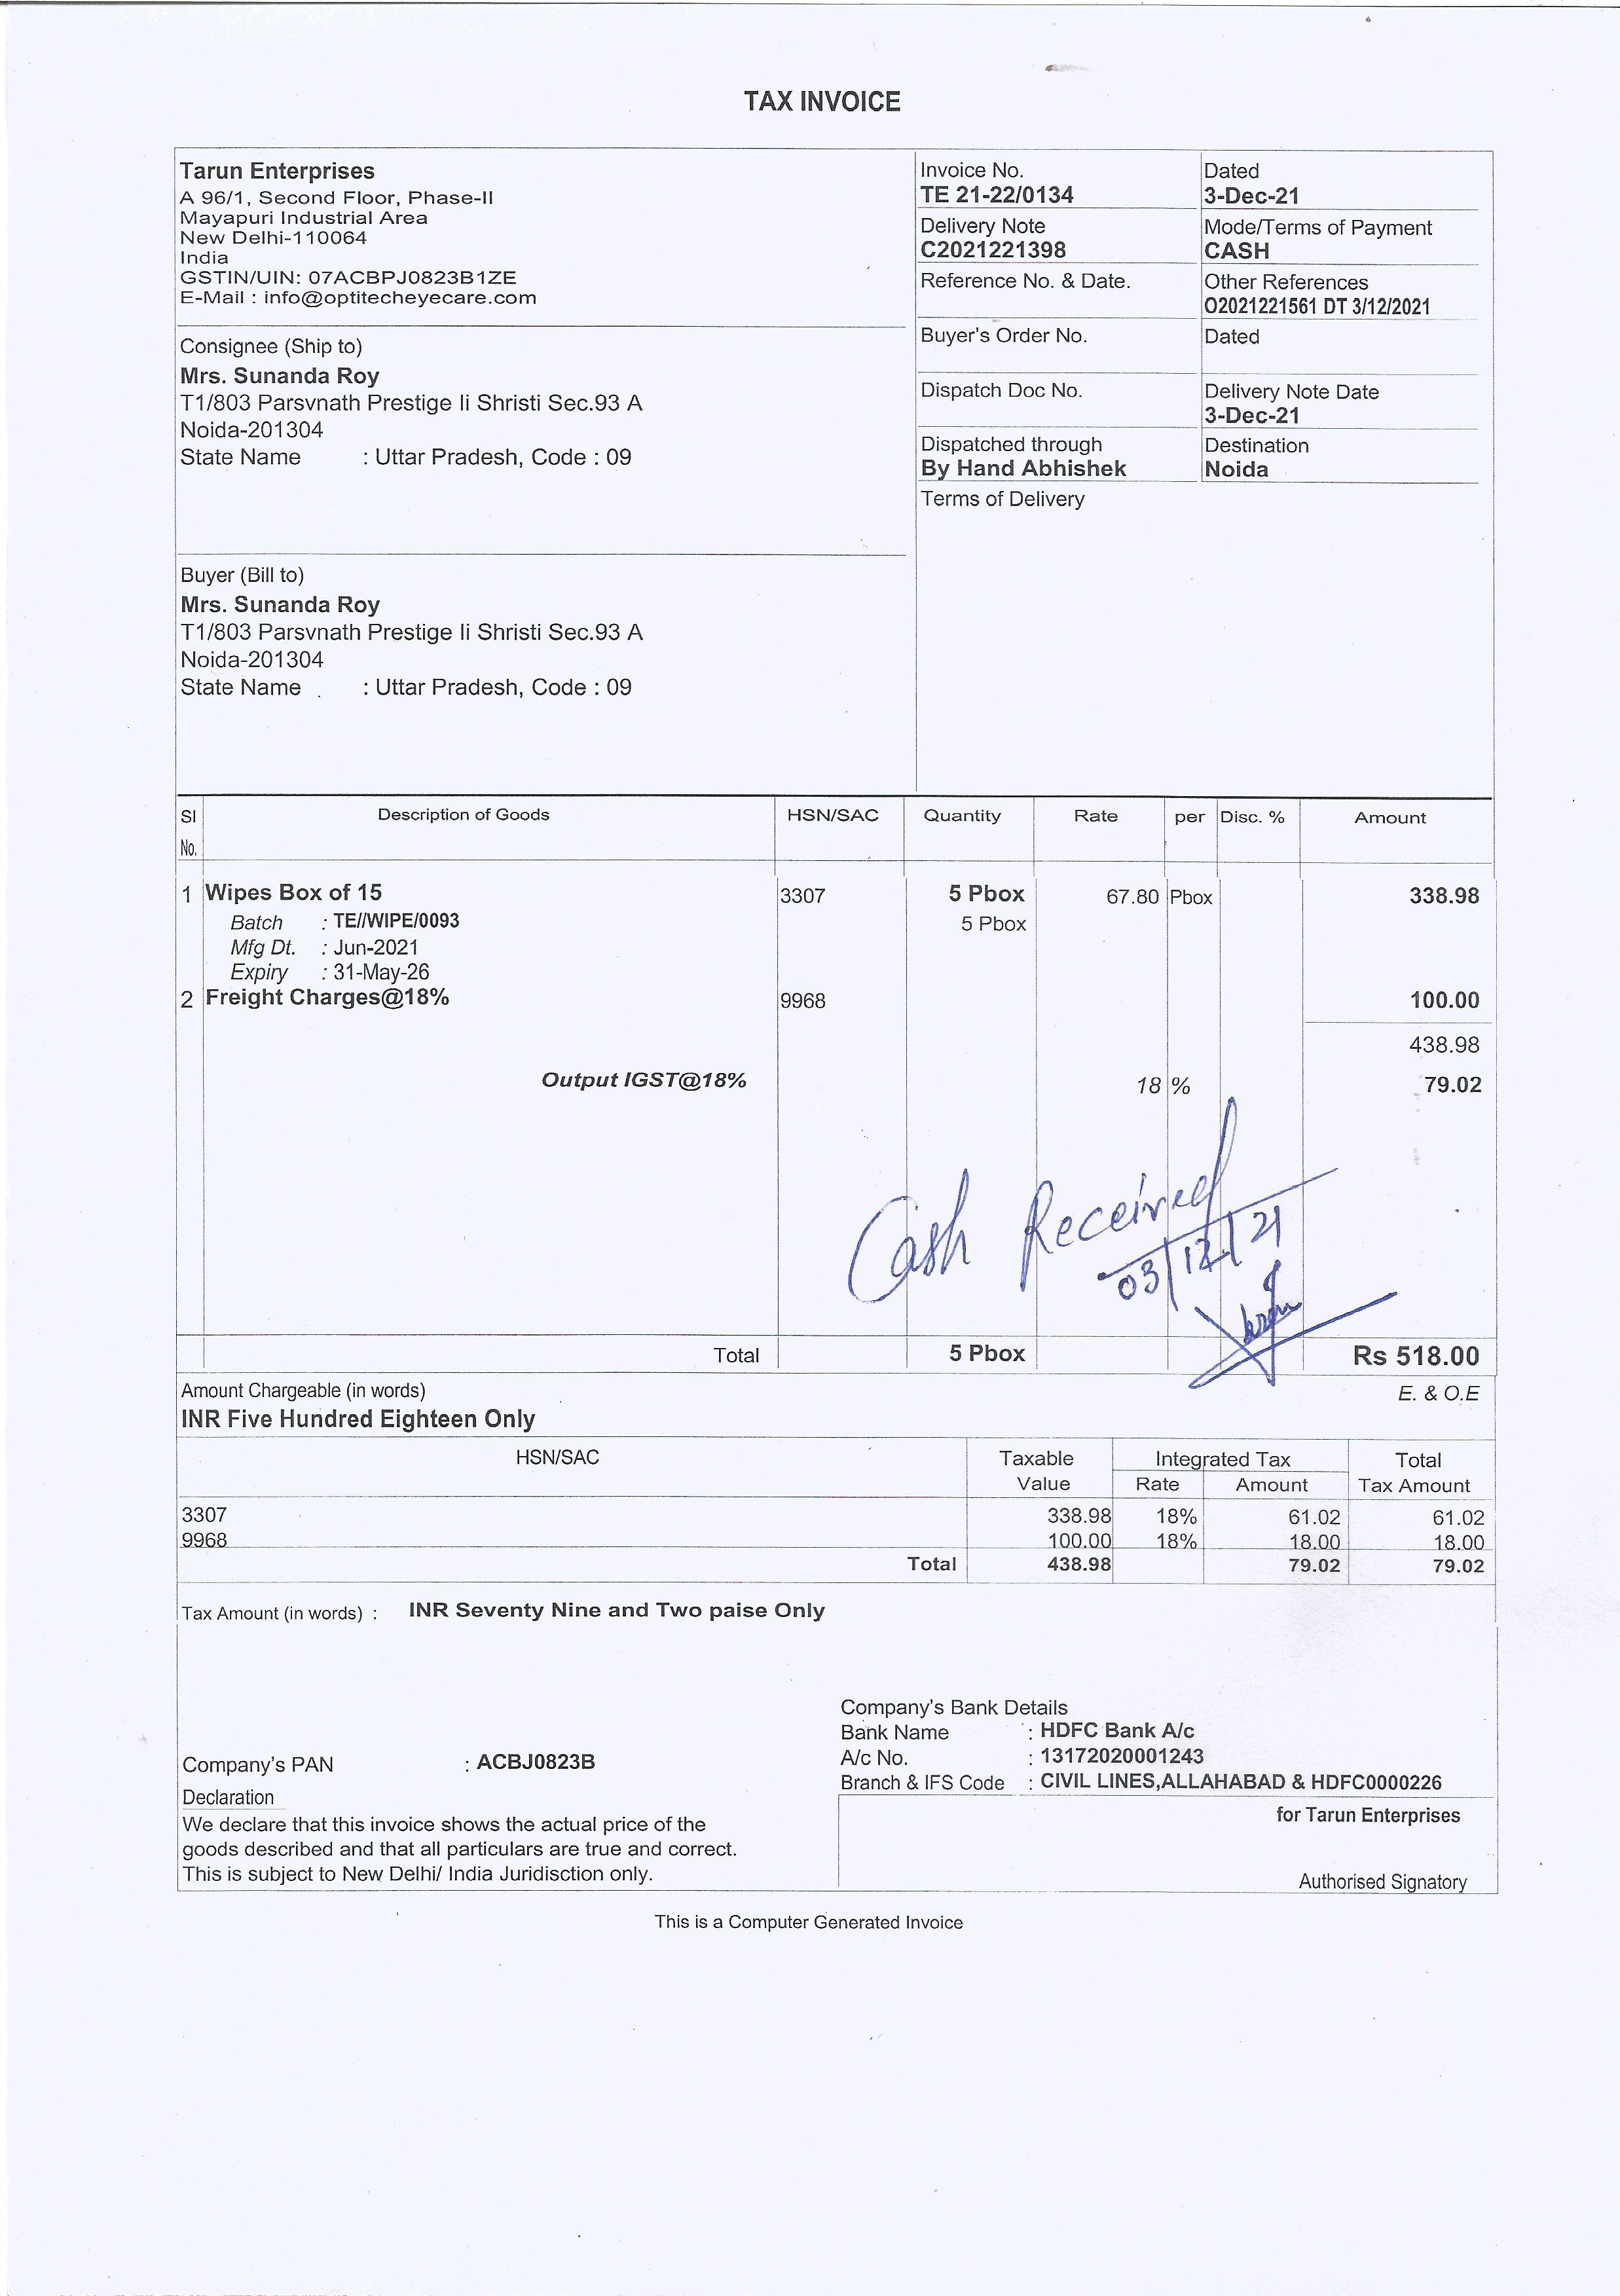 TAX INVOICE
Tarun Enterprises
A 96/1, Second Floor, Phase-II
Mayapuri Industrial Area
New Delhi-110064
India
GSTIN/UIN: 07ACBPJ0823B1ZE
E-Mail : info@optitecheyecare.com
Consignee (Ship to)
Mrs. Sunanda Roy
T1/803 Parsvnath Prestige Ii Shristi Sec.93 A
Noida-201304
State Name : Uttar Pradesh, Code : 09
Buyer (Bill to)
Mrs. Sunanda Roy
T1/803 Parsvnath Prestige Ii Shristi Sec.93 A
Noida-201304
State Name : Uttar Pradesh, Code : 09
Invoice No. Dated
TE 21-22/0134 3-Dec-21
Delivery Note Mode/Terms of Payment
C2021221398 CASH
Reference No. & Date. Other References
O2021221561 DT 3/12/2021
Buyer's Order No. Dated
Dispatch Doc No. Delivery Note Date
3-Dec-21
Dispatched through Destination
By Hand Abhishek Noida
Terms of Delivery
Sl Description of Goods HSN/SAC Quantity Rate per Disc. % Amount
No.
1 Wipes Box of 15 3307 5 Pbox 67.80 Pbox 338.98
Batch : TE//WIPE/0093 5 Pbox
Mfg Dt. : Jun-2021
Expiry : 31-May-26
2 Freight Charges@18% 9968 100.00
438.98
Output IGST@18% 18 % 79.02
Cash Received
03/12/21
Total 5 Pbox Rs 518.00
Amount Chargeable (in words) E. & O.E
INR Five Hundred Eighteen Only
HSN/SAC Taxable Integrated Tax Total
Value Rate Amount Tax Amount
3307 338.98 18% 61.02 61.02
9968 100.00 18% 18.00 18.00
Total 438.98 79.02 79.02
Tax Amount (in words) : INR Seventy Nine and Two paise Only
Company's Bank Details
Bank Name : HDFC Bank A/c
A/c No. : 13172020001243
Branch & IFS Code : CIVIL LINES,ALLAHABAD & HDFC0000226
Company's PAN : ACBJ0823B
Declaration
We declare that this invoice shows the actual price of the
goods described and that all particulars are true and correct.
This is subject to New Delhi/ India Juridisction only.
for Tarun Enterprises
Authorised Signatory
This is a Computer Generated Invoice